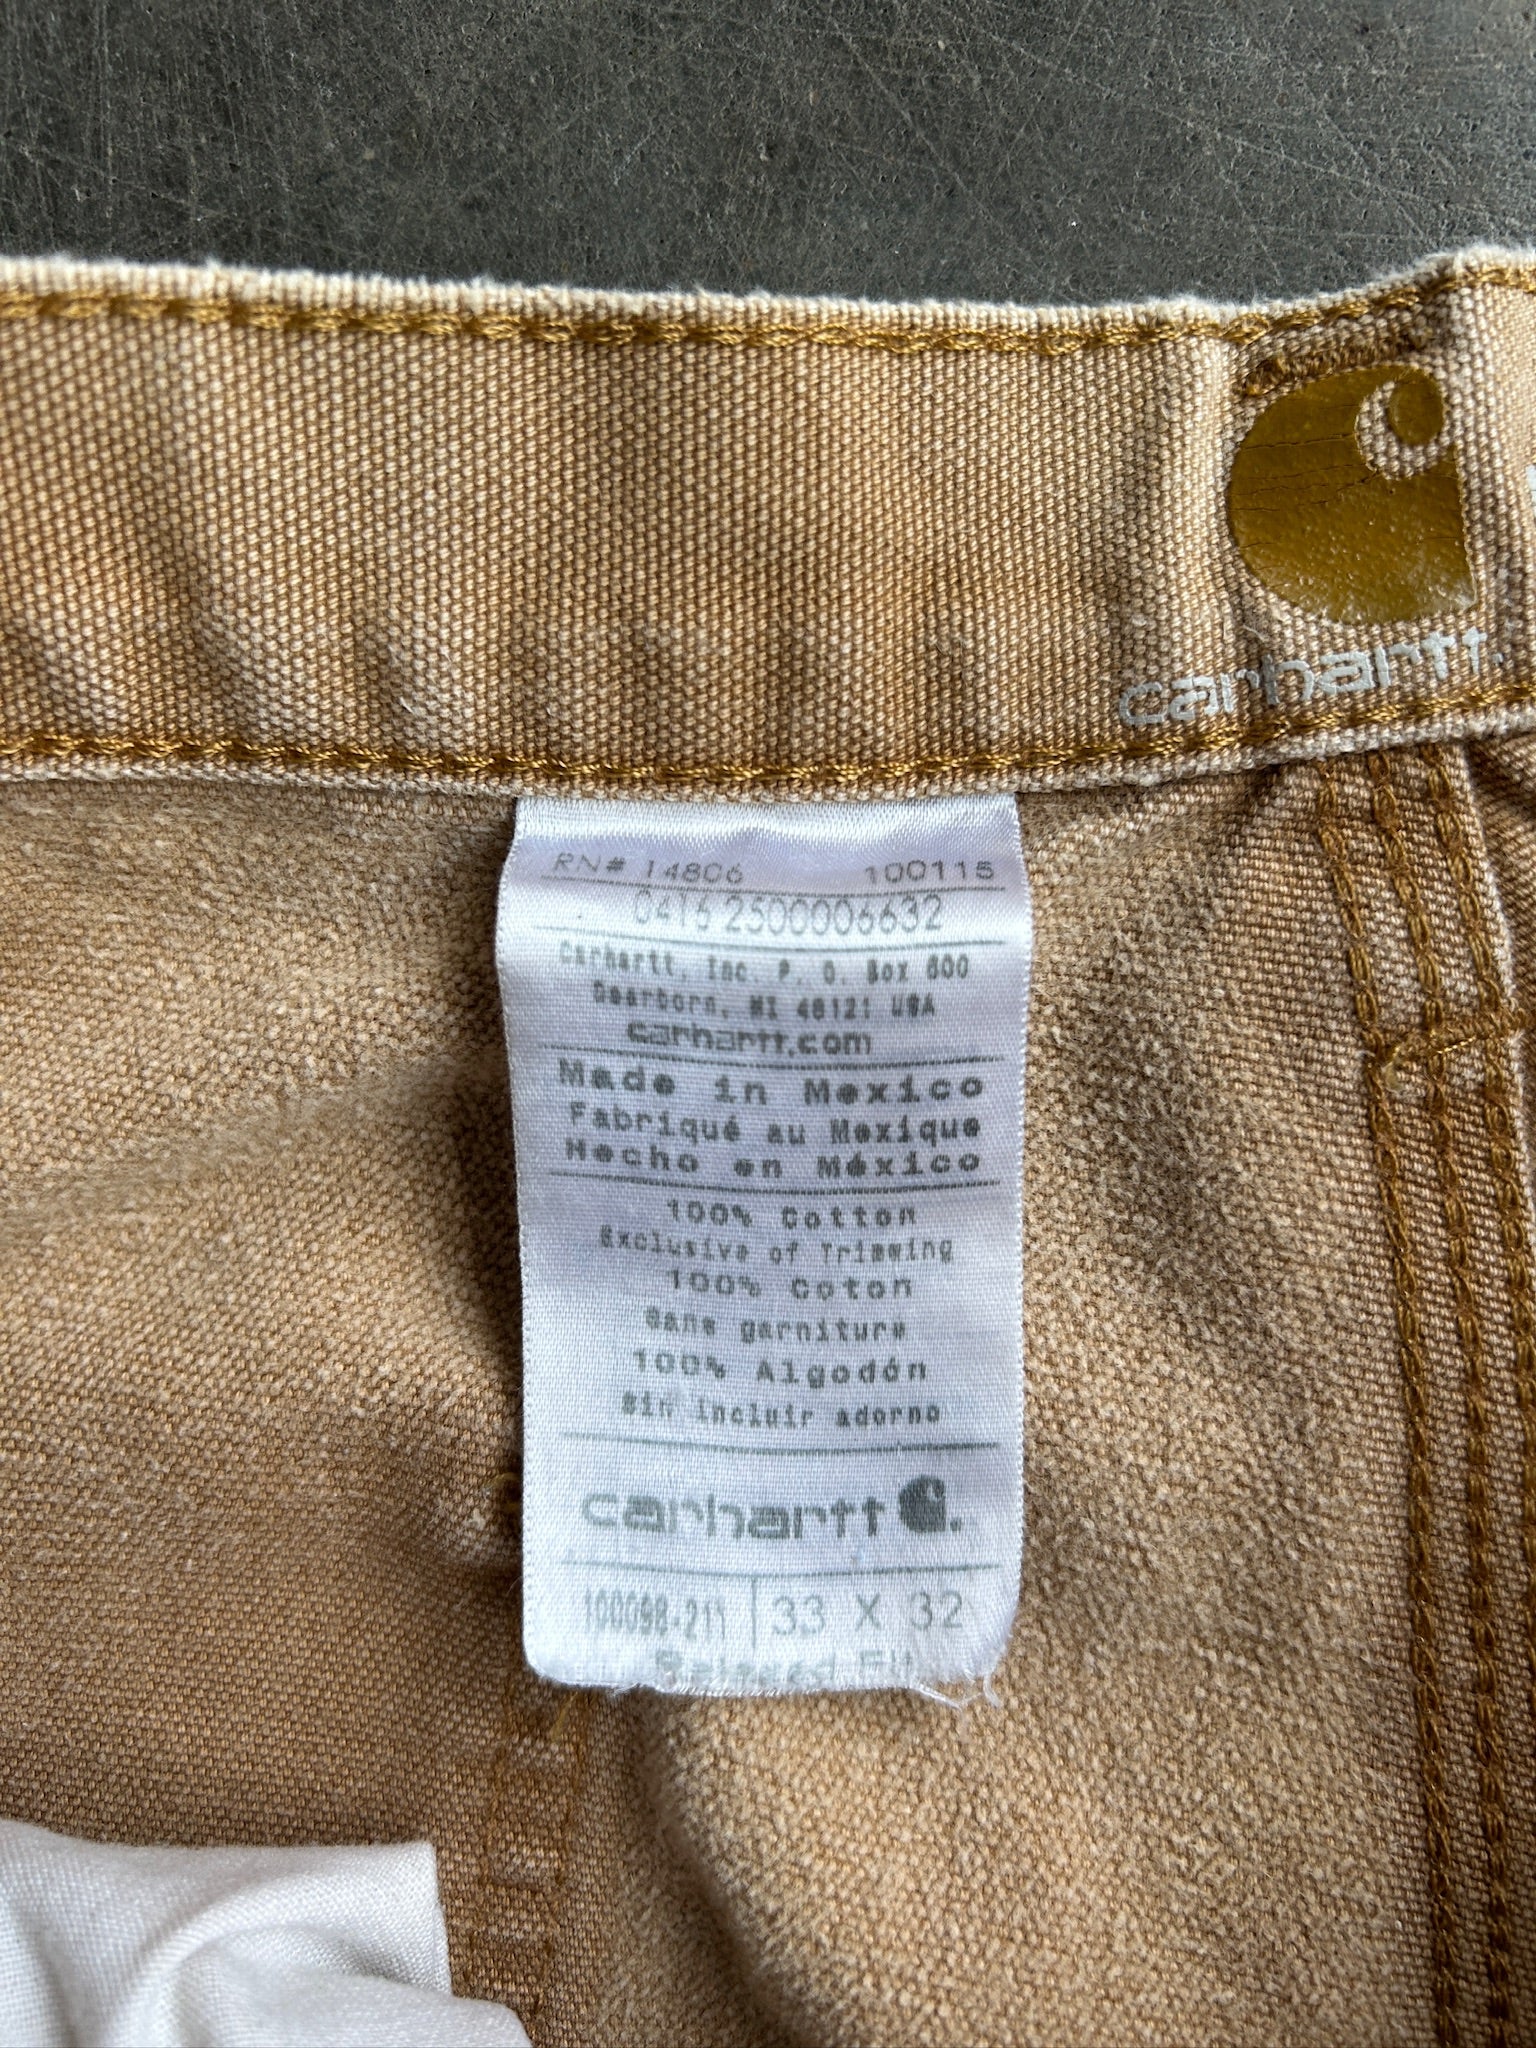 carhartt.
RN# 14806 100115
0416 2500006632
Carhartt, Inc. P. O. Box 600
Dearborn, MI 48121 USA
carhartt.com
Made in Mexico
Fabriqué au Mexique
Hecho en México
100% Cotton
Exclusive of Trimming
100% Coton
Sans garniture
100% Algodón
Sin incluir adorno
carhartt.
100098-211 33 X 32
Relaxed Fit